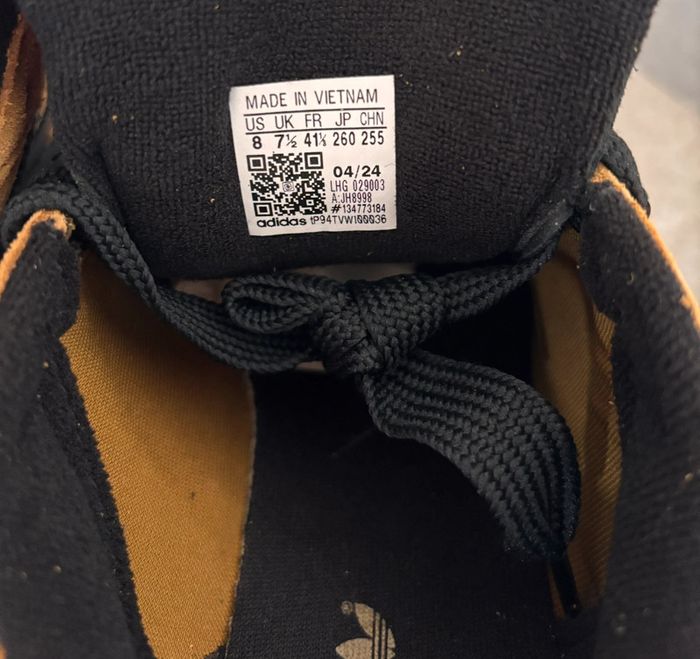 MADE IN VIETNAM
US UK FR JP CHN
8 7½ 41⅓ 260 255
04/24
LHG 029003
A:JH8998
#134773184
adidas tP94TVW100036